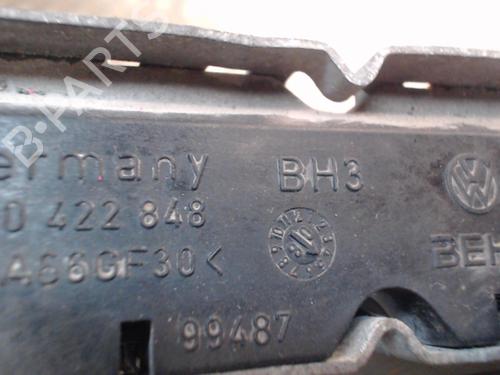 B-PARTS
ermany BH3
0 422 848
A66GF30< BEH
99487